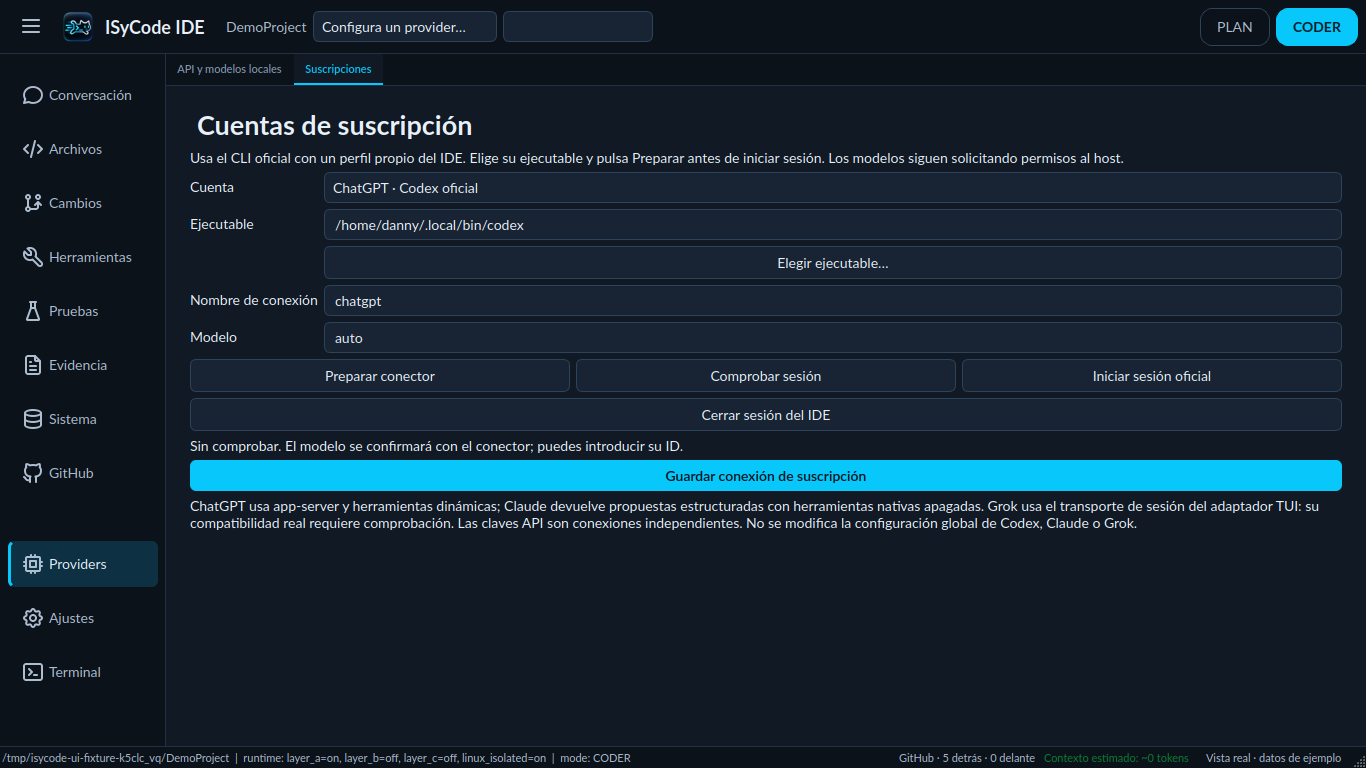 ISyCode IDE
DemoProject
Configura un provider...
PLAN
CODER
API y modelos locales
Suscripciones
Conversación
Archivos
Cambios
Herramientas
Pruebas
Evidencia
Sistema
GitHub
Providers
Ajustes
Terminal
Cuentas de suscripción
Usa el CLI oficial con un perfil propio del IDE. Elige su ejecutable y pulsa Preparar antes de iniciar sesión. Los modelos siguen solicitando permisos al host.
Cuenta
ChatGPT · Codex oficial
Ejecutable
/home/danny/.local/bin/codex
Elegir ejecutable...
Nombre de conexión
chatgpt
Modelo
auto
Preparar conector
Comprobar sesión
Iniciar sesión oficial
Cerrar sesión del IDE
Sin comprobar. El modelo se confirmará con el conector; puedes introducir su ID.
Guardar conexión de suscripción
ChatGPT usa app-server y herramientas dinámicas; Claude devuelve propuestas estructuradas con herramientas nativas apagadas. Grok usa el transporte de sesión del adaptador TUI: su
compatibilidad real requiere comprobación. Las claves API son conexiones independientes. No se modifica la configuración global de Codex, Claude o Grok.
/tmp/isycode-ui-fixture-k5clc_vq/DemoProject | runtime: layer_a=on, layer_b=off, layer_c=off, linux_isolated=on | mode: CODER
GitHub · 5 detrás · 0 delante
Contexto estimado: ~0 tokens
Vista real · datos de ejemplo